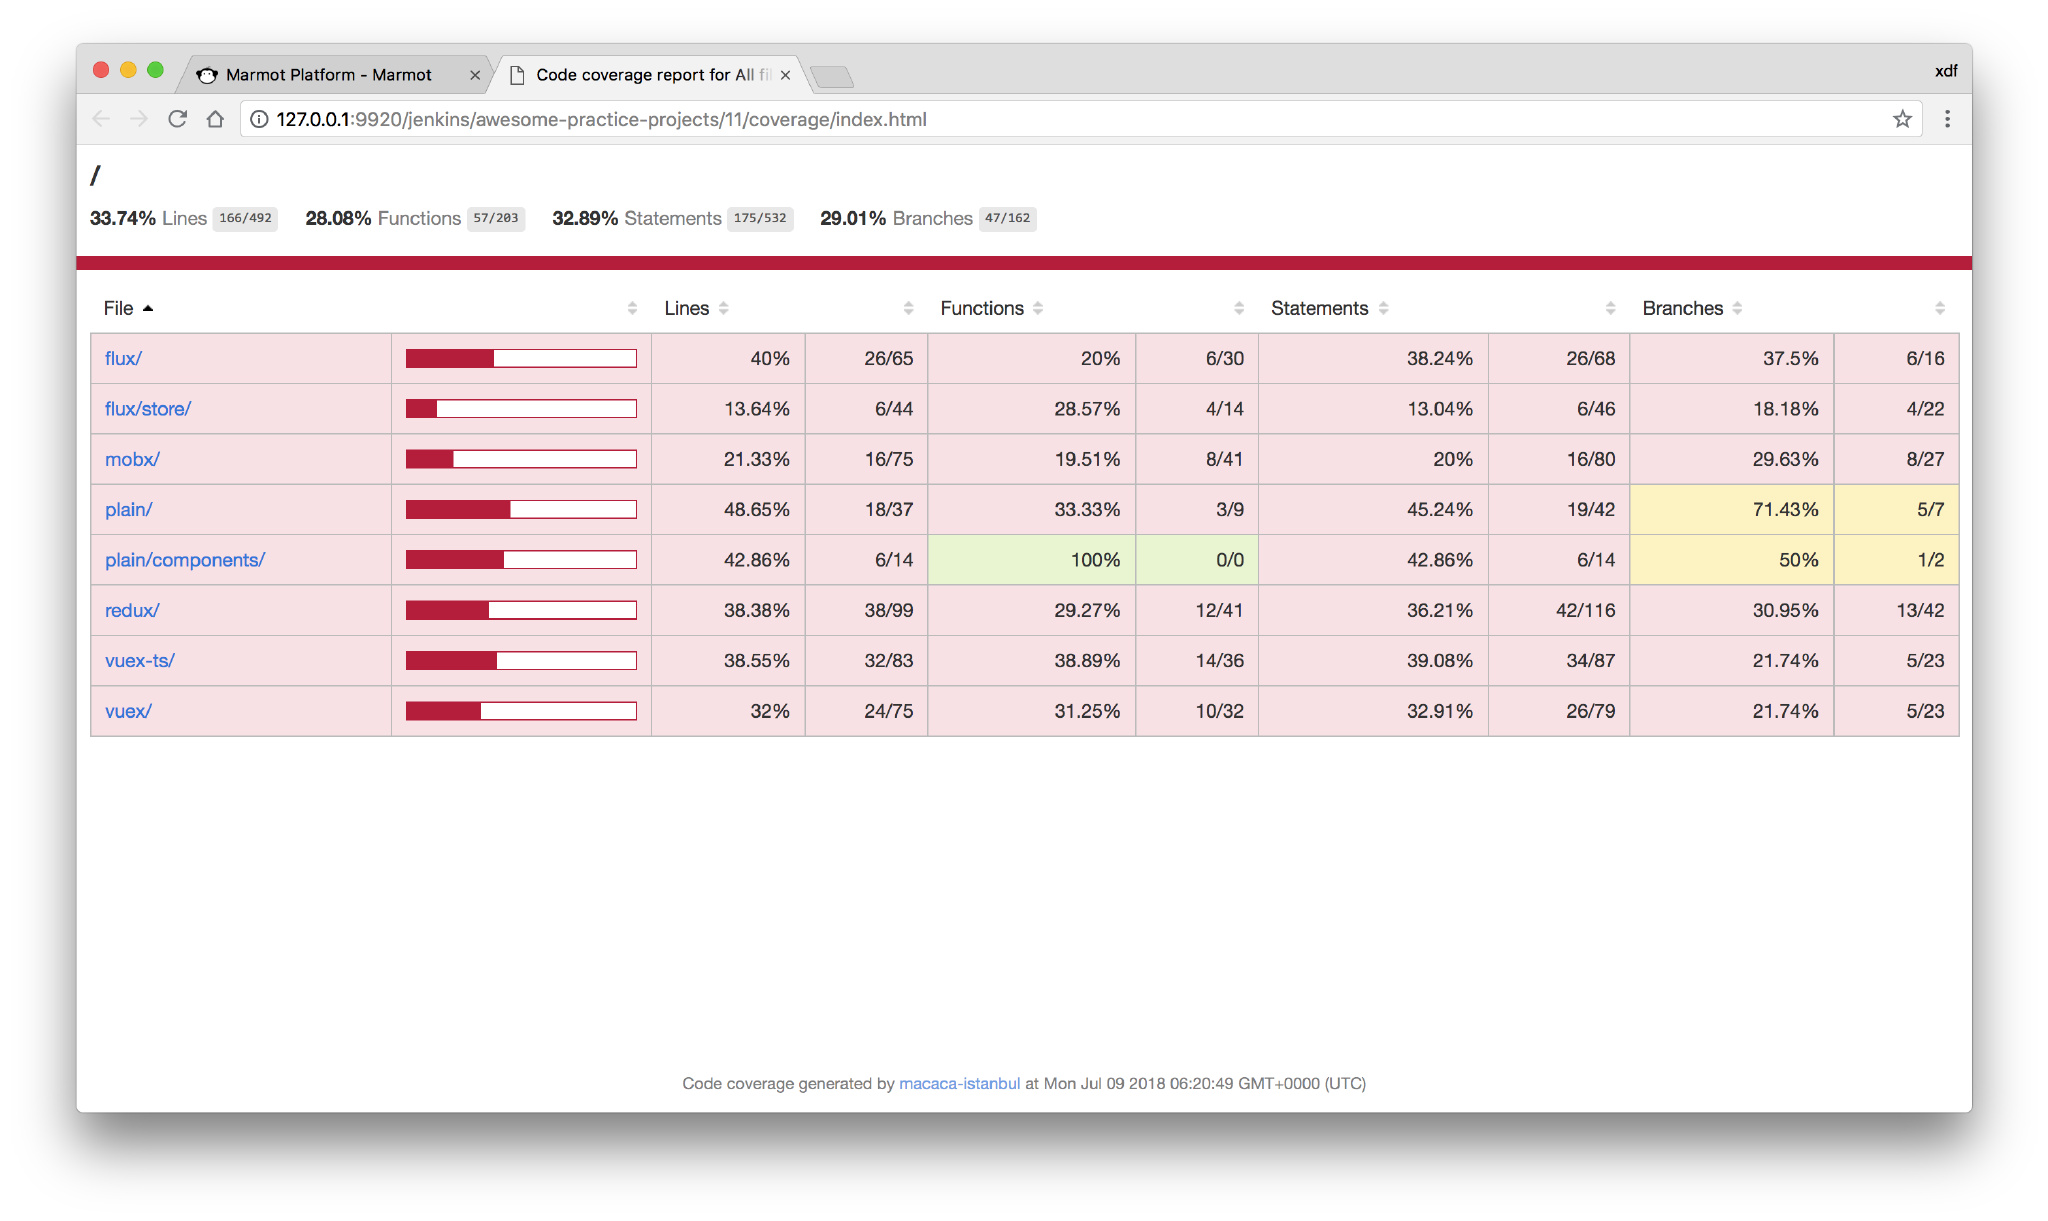 Marmot Platform - Marmot
Code coverage report for All fi
xdf
127.0.0.1:9920/jenkins/awesome-practice-projects/11/coverage/index.html
/
33.74% Lines 166/492 28.08% Functions 57/203 32.89% Statements 175/532 29.01% Branches 47/162
File Lines Functions Statements Branches
flux/ 40% 26/65 20% 6/30 38.24% 26/68 37.5% 6/16
flux/store/ 13.64% 6/44 28.57% 4/14 13.04% 6/46 18.18% 4/22
mobx/ 21.33% 16/75 19.51% 8/41 20% 16/80 29.63% 8/27
plain/ 48.65% 18/37 33.33% 3/9 45.24% 19/42 71.43% 5/7
plain/components/ 42.86% 6/14 100% 0/0 42.86% 6/14 50% 1/2
redux/ 38.38% 38/99 29.27% 12/41 36.21% 42/116 30.95% 13/42
vuex-ts/ 38.55% 32/83 38.89% 14/36 39.08% 34/87 21.74% 5/23
vuex/ 32% 24/75 31.25% 10/32 32.91% 26/79 21.74% 5/23
Code coverage generated by macaca-istanbul at Mon Jul 09 2018 06:20:49 GMT+0000 (UTC)